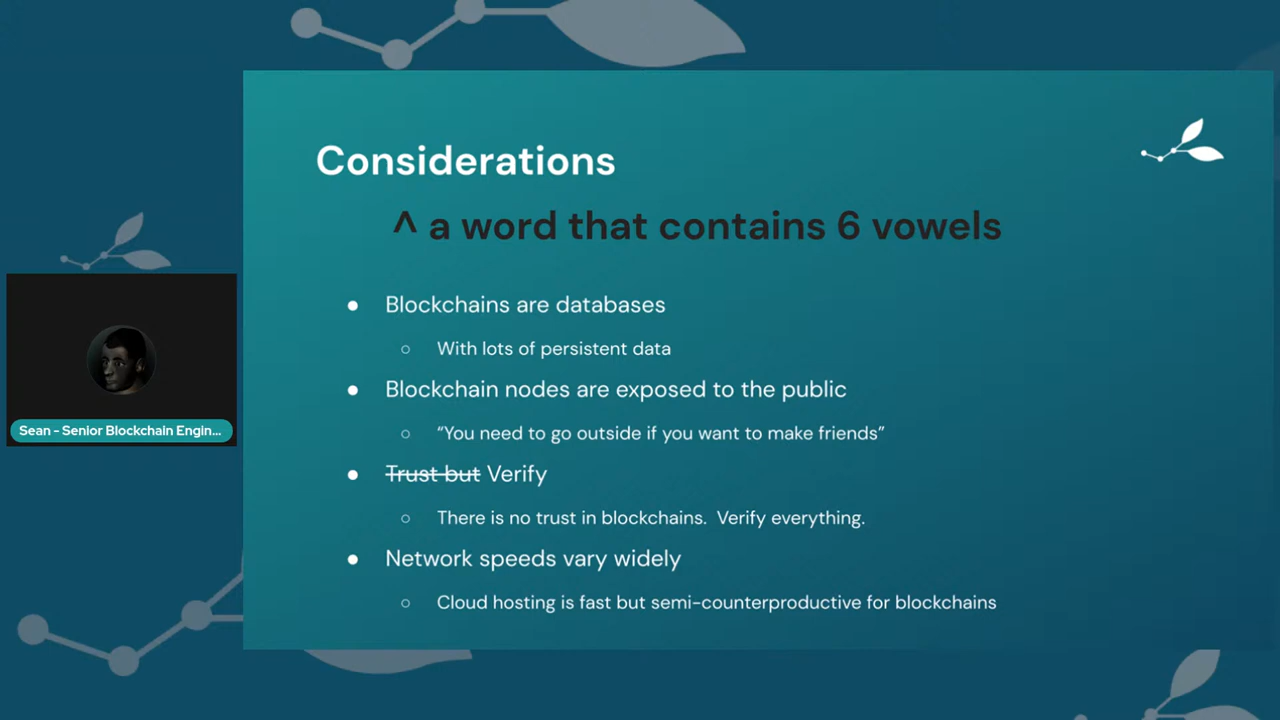 Considerations
^ a word that contains 6 vowels
● Blockchains are databases
○ With lots of persistent data
● Blockchain nodes are exposed to the public
○ “You need to go outside if you want to make friends”
● Trust but Verify
○ There is no trust in blockchains.  Verify everything.
● Network speeds vary widely
○ Cloud hosting is fast but semi-counterproductive for blockchains
Sean - Senior Blockchain Engin...